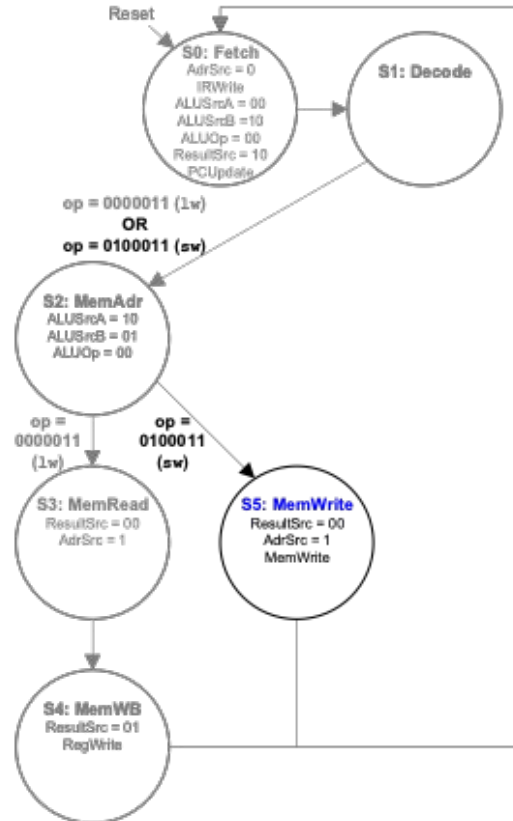 Reset
S0: Fetch
AdrSrc = 0
IRWrite
ALUSrcA = 00
ALUSrcB =10
ALUOp = 00
ResultSrc = 10
PCUpdate
S1: Decode
op = 0000011 (lw)
OR
op = 0100011 (sw)
S2: MemAdr
ALUSrcA = 10
ALUSrcB = 01
ALUOp = 00
op =
0000011
(lw)
op =
0100011
(sw)
S3: MemRead
ResultSrc = 00
AdrSrc = 1
S5: MemWrite
ResultSrc = 00
AdrSrc = 1
MemWrite
S4: MemWB
ResultSrc = 01
RegWrite